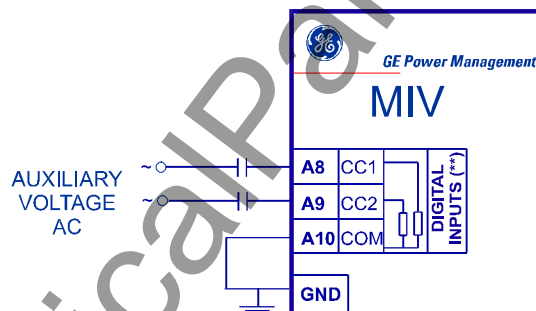 GE Power Management
MIV
AUXILIARY
VOLTAGE
AC
~
~
A8 CC1
A9 CC2
A10 COM
DIGITAL
INPUTS (**)
GND